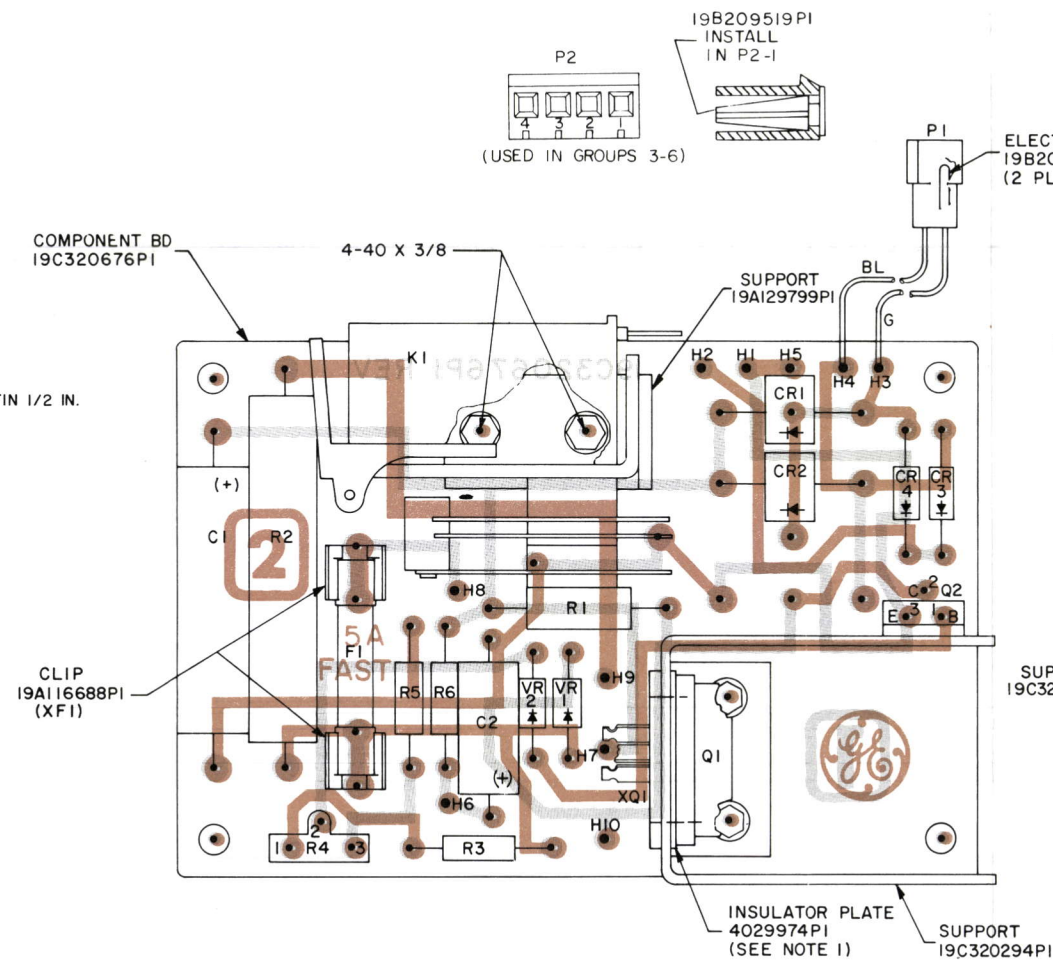 19B209519P1
INSTALL
IN P2-1
P2
4 3 2 1
(USED IN GROUPS 3-6)
P1
ELECT
19B20
(2 PL
COMPONENT BD
19C320676P1
4-40 X 3/8
SUPPORT
19A129799P1
BL
G
K1
19C320676P1 REV
H2 H1 H5 H4 H3
TIN 1/2 IN.
CR1
CR2
CR
4
CR
3
(+)
C1
2
R2
H8
R1
C 2 Q2
E 3 1 B
5A
F1
FAST
CLIP
19A116688P1
(XF1)
R5 R6
C2
VR
2
VR
1
H9
SUP
19C32
H7
Q1
GE
(+)
XQ1
H6
H10
2
1 R4 3
R3
INSULATOR PLATE
4029974P1
(SEE NOTE 1)
SUPPORT
19C320294P1